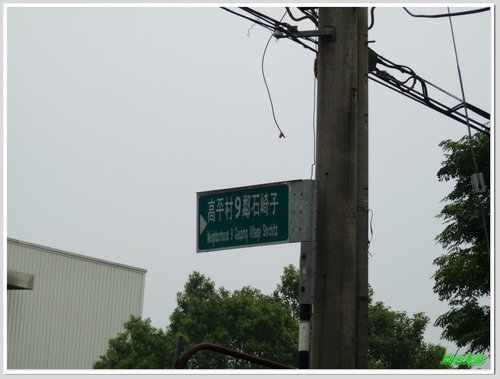 高平村9鄰石崎子
Neighborhood 9 Gaoping Village Shrchitz